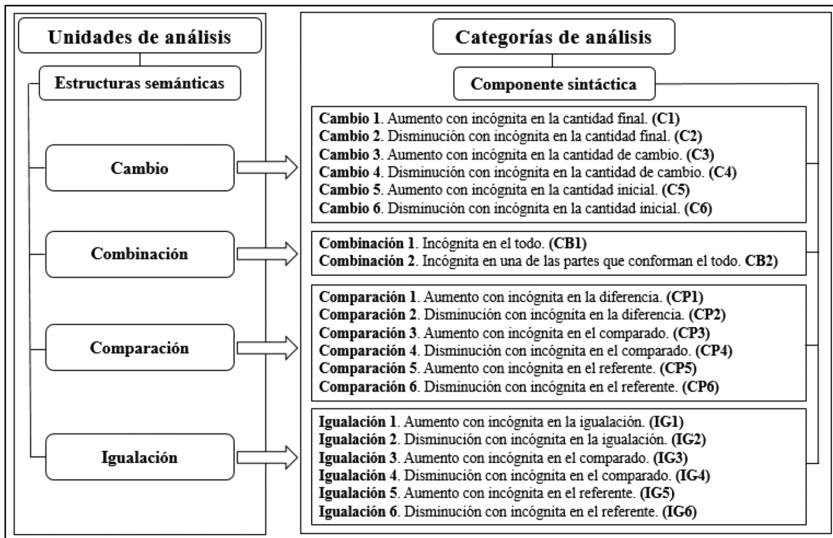 Unidades de análisis
Estructuras semánticas
Cambio
Combinación
Comparación
Igualación
Categorías de análisis
Componente sintáctica
Cambio 1. Aumento con incógnita en la cantidad final. (C1)
Cambio 2. Disminución con incógnita en la cantidad final. (C2)
Cambio 3. Aumento con incógnita en la cantidad de cambio. (C3)
Cambio 4. Disminución con incógnita en la cantidad de cambio. (C4)
Cambio 5. Aumento con incógnita en la cantidad inicial. (C5)
Cambio 6. Disminución con incógnita en la cantidad inicial. (C6)
Combinación 1. Incógnita en el todo. (CB1)
Combinación 2. Incógnita en una de las partes que conforman el todo. CB2)
Comparación 1. Aumento con incógnita en la diferencia. (CP1)
Comparación 2. Disminución con incógnita en la diferencia. (CP2)
Comparación 3. Aumento con incógnita en el comparado. (CP3)
Comparación 4. Disminución con incógnita en el comparado. (CP4)
Comparación 5. Aumento con incógnita en el referente. (CP5)
Comparación 6. Disminución con incógnita en el referente. (CP6)
Igualación 1. Aumento con incógnita en la igualación. (IG1)
Igualación 2. Disminución con incógnita en la igualación. (IG2)
Igualación 3. Aumento con incógnita en el comparado. (IG3)
Igualación 4. Disminución con incógnita en el comparado. (IG4)
Igualación 5. Aumento con incógnita en el referente. (IG5)
Igualación 6. Disminución con incógnita en el referente. (IG6)